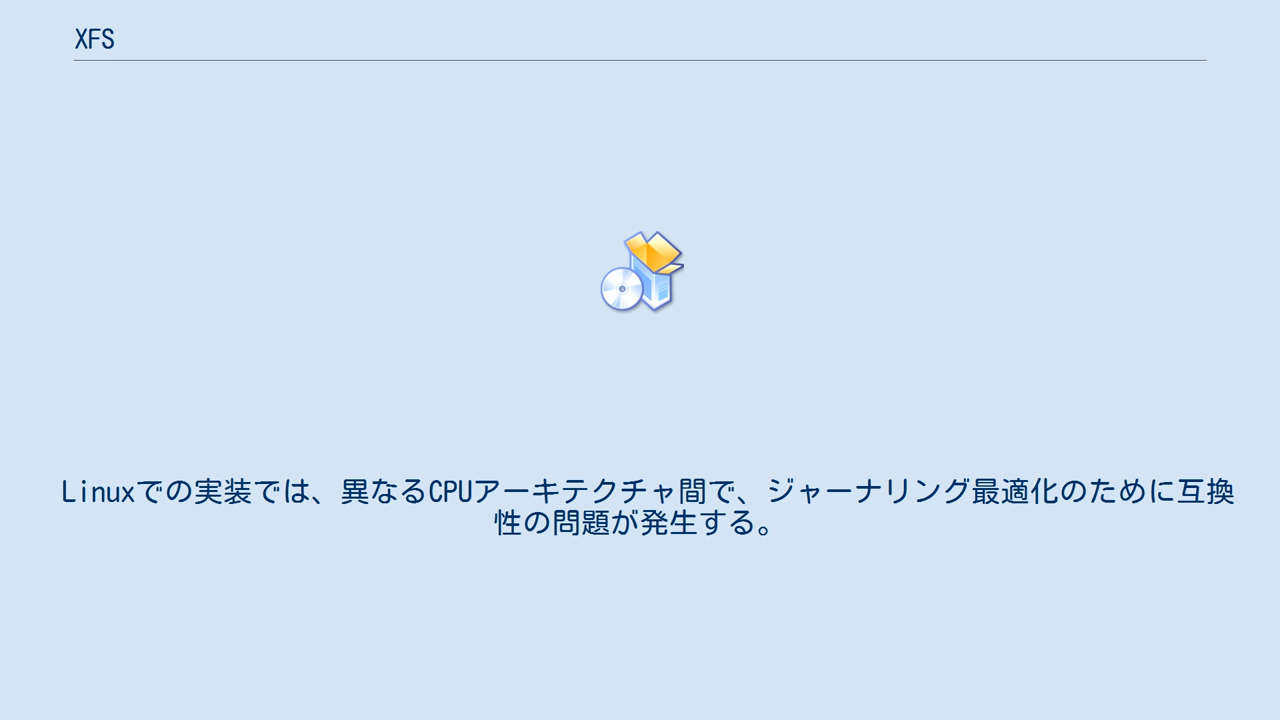 XFS
Linuxでの実装では、異なるCPUアーキテクチャ間で、ジャーナリング最適化のために互換
性の問題が発生する。